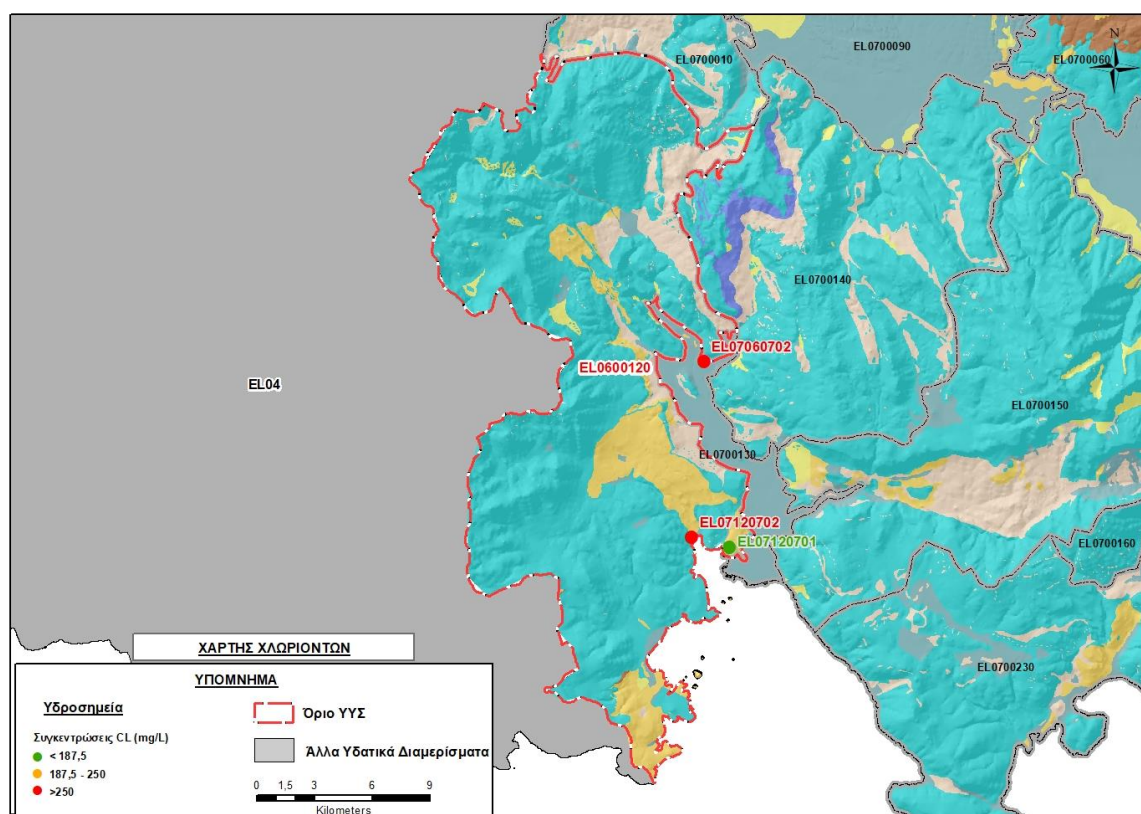 EL0700090
EL0700060
N
EL0700010
EL0700140
EL07060702
EL0600120
EL04
EL0700150
EL0700130
EL07120702
EL07120701
EL0700160
EL0700230
ΧΑΡΤΗΣ ΧΛΩΡΙΟΝΤΩΝ
ΥΠΟΜΝΗΜΑ
Υδροσημεία
Συγκεντρώσεις CL (mg/L)
< 187,5
187,5 - 250
>250
Όριο ΥΥΣ
Άλλα Υδατικά Διαμερίσματα
0 1,5 3 6 9
Kilometers